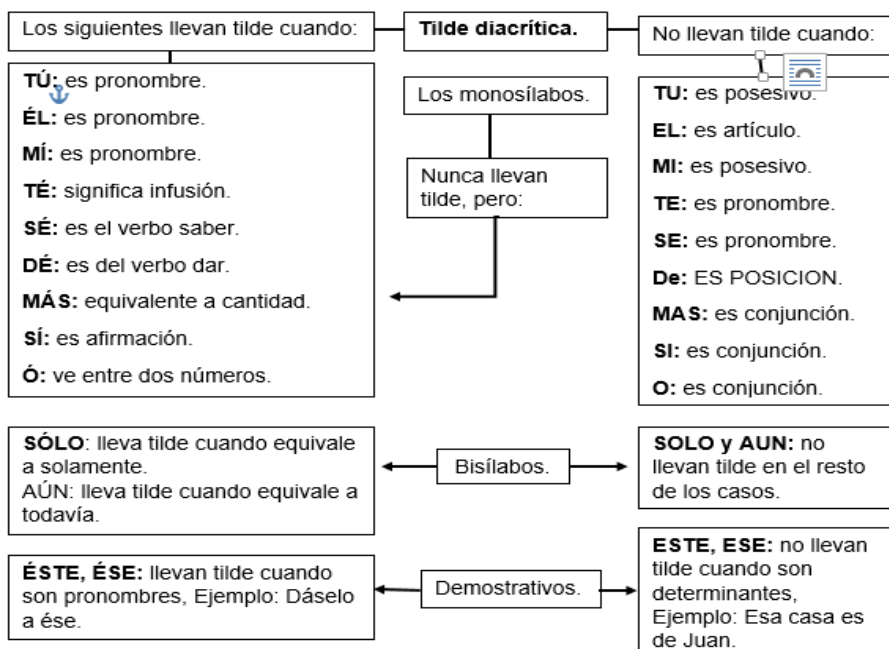 Los siguientes llevan tilde cuando:
Tilde diacrítica.
No llevan tilde cuando:
TÚ: es pronombre.
ÉL: es pronombre.
MÍ: es pronombre.
TÉ: significa infusión.
SÉ: es el verbo saber.
DÉ: es del verbo dar.
MÁS: equivalente a cantidad.
SÍ: es afirmación.
Ó: ve entre dos números.
Los monosílabos.
Nunca llevan
tilde, pero:
TU: es posesivo.
EL: es artículo.
MI: es posesivo.
TE: es pronombre.
SE: es pronombre.
De: ES POSICION.
MAS: es conjunción.
SI: es conjunción.
O: es conjunción.
SÓLO: lleva tilde cuando equivale
a solamente.
AÚN: lleva tilde cuando equivale a
todavía.
Bisílabos.
SOLO y AUN: no
llevan tilde en el resto
de los casos.
ÉSTE, ÉSE: llevan tilde cuando
son pronombres, Ejemplo: Dáselo
a ése.
Demostrativos.
ESTE, ESE: no llevan
tilde cuando son
determinantes,
Ejemplo: Esa casa es
de Juan.